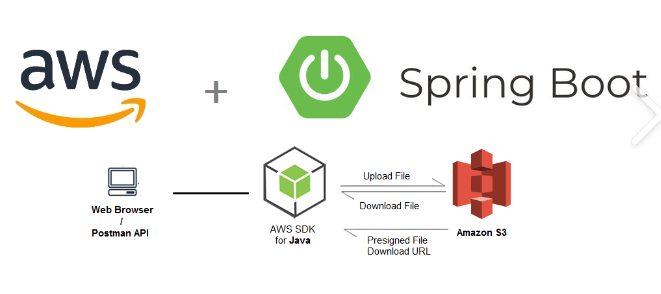 aws
+
Spring Boot
Web Browser
/
Postman API
AWS SDK
for Java
Upload File
Download File
Presigned File
Download URL
Amazon S3